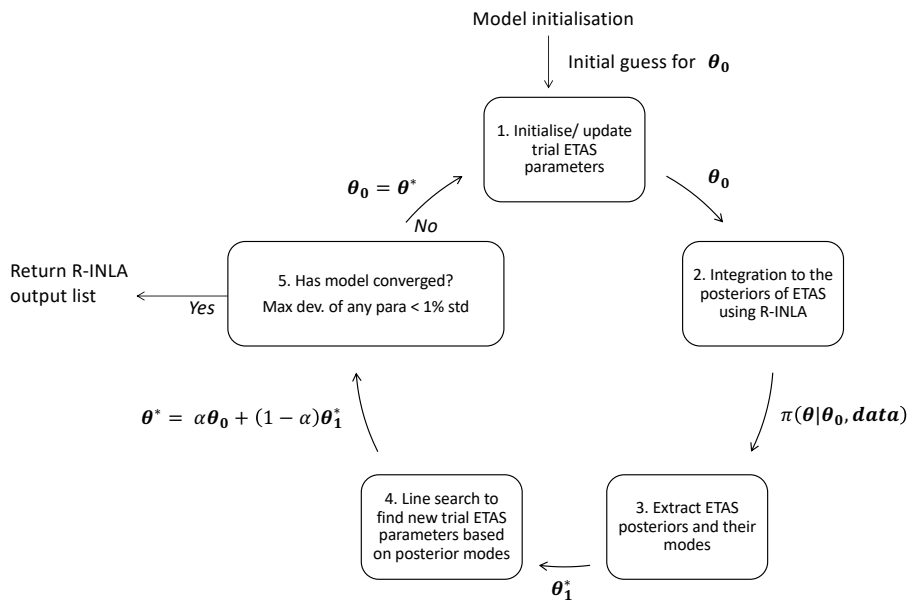 Model initialisation
Initial guess for θ₀
1. Initialise/ update
trial ETAS
parameters
θ₀
2. Integration to the
posteriors of ETAS
using R-INLA
π(θ|θ₀, data)
3. Extract ETAS
posteriors and their
modes
θ₁*
4. Line search to
find new trial ETAS
parameters based
on posterior modes
θ* = αθ₀ + (1 − α)θ₁*
5. Has model converged?
Max dev. of any para < 1% std
Yes
Return R-INLA
output list
No
θ₀ = θ*